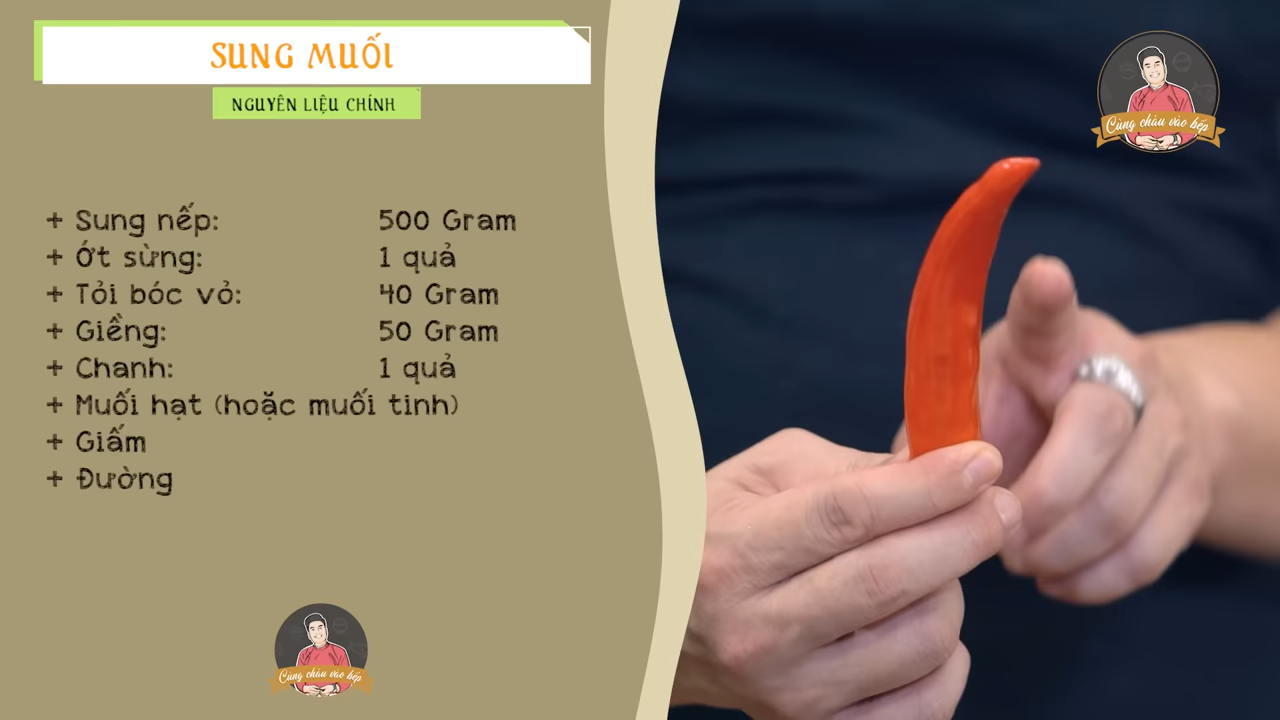 SUNG MUỐI
NGUYÊN LIỆU CHÍNH
+ Sung nếp: 500 Gram
+ Ớt sừng: 1 quả
+ Tỏi bóc vỏ: 40 Gram
+ Giềng: 50 Gram
+ Chanh: 1 quả
+ Muối hạt (hoặc muối tinh)
+ Giấm
+ Đường
Cùng cháu vào bếp
Cùng cháu vào bếp